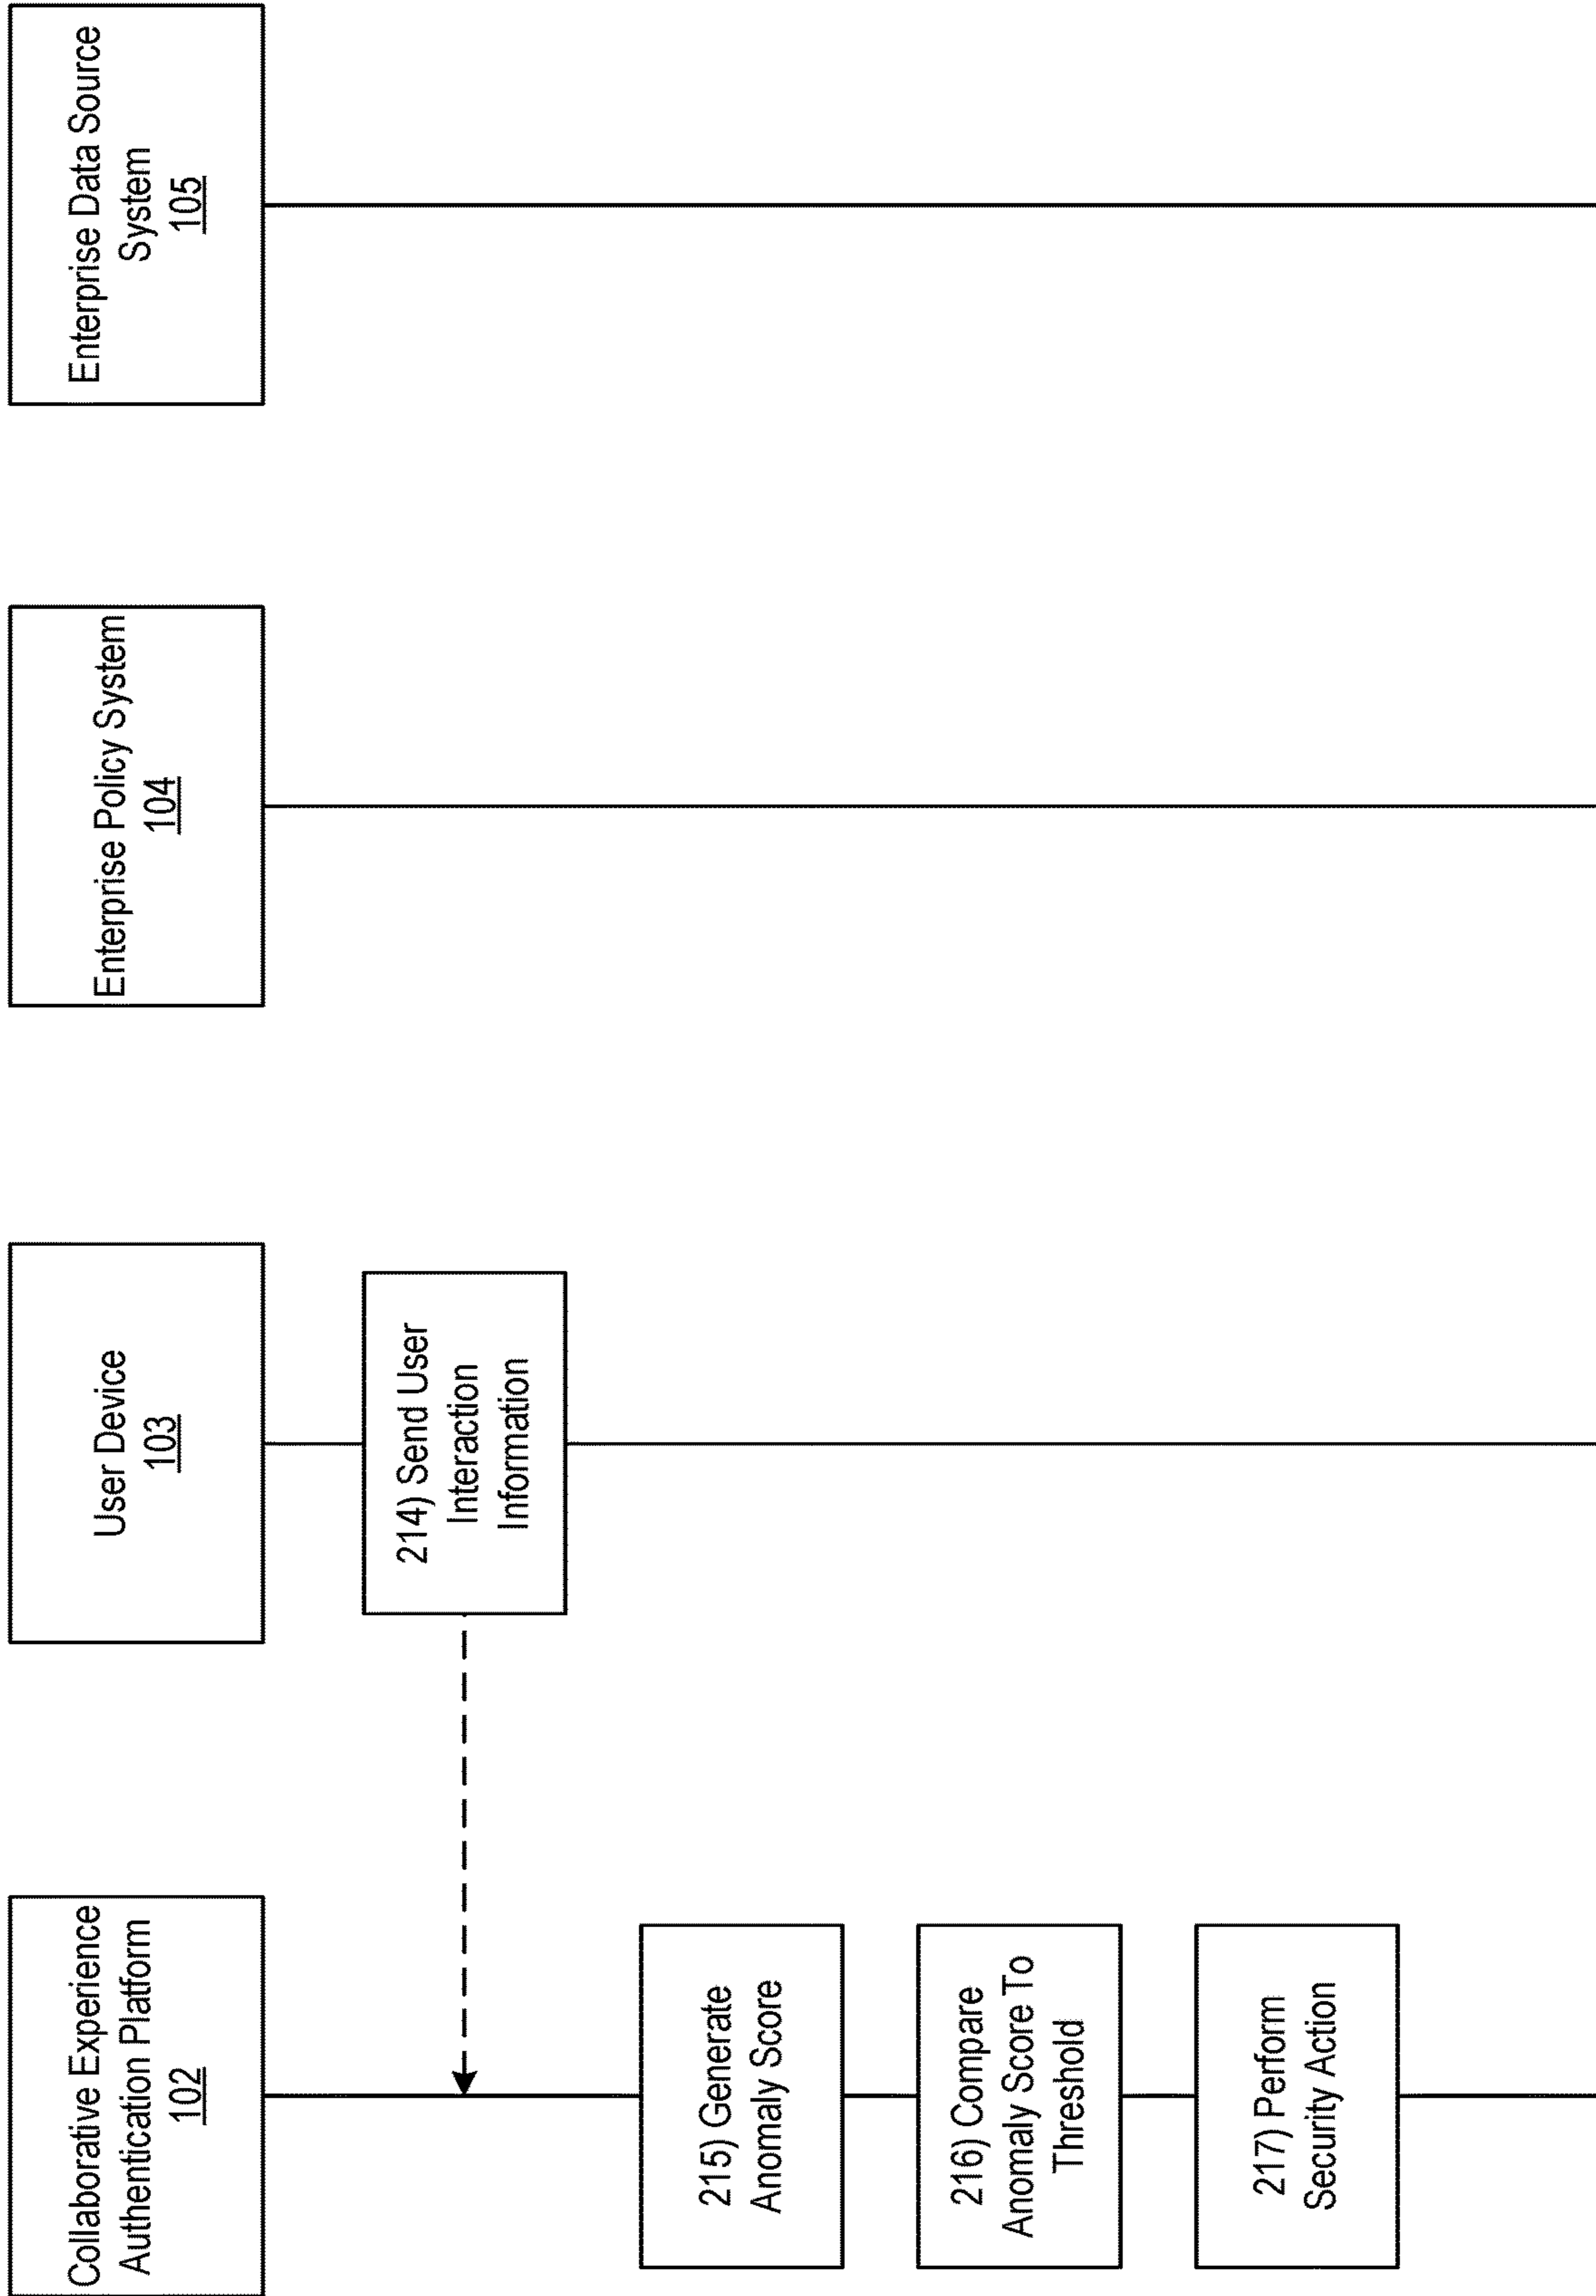 Collaborative Experience
Authentication Platform
102
User Device
103
Enterprise Policy System
104
Enterprise Data Source
System
105
214) Send User
Interaction
Information
215) Generate
Anomaly Score
216) Compare
Anomaly Score To
Threshold
217) Perform
Security Action